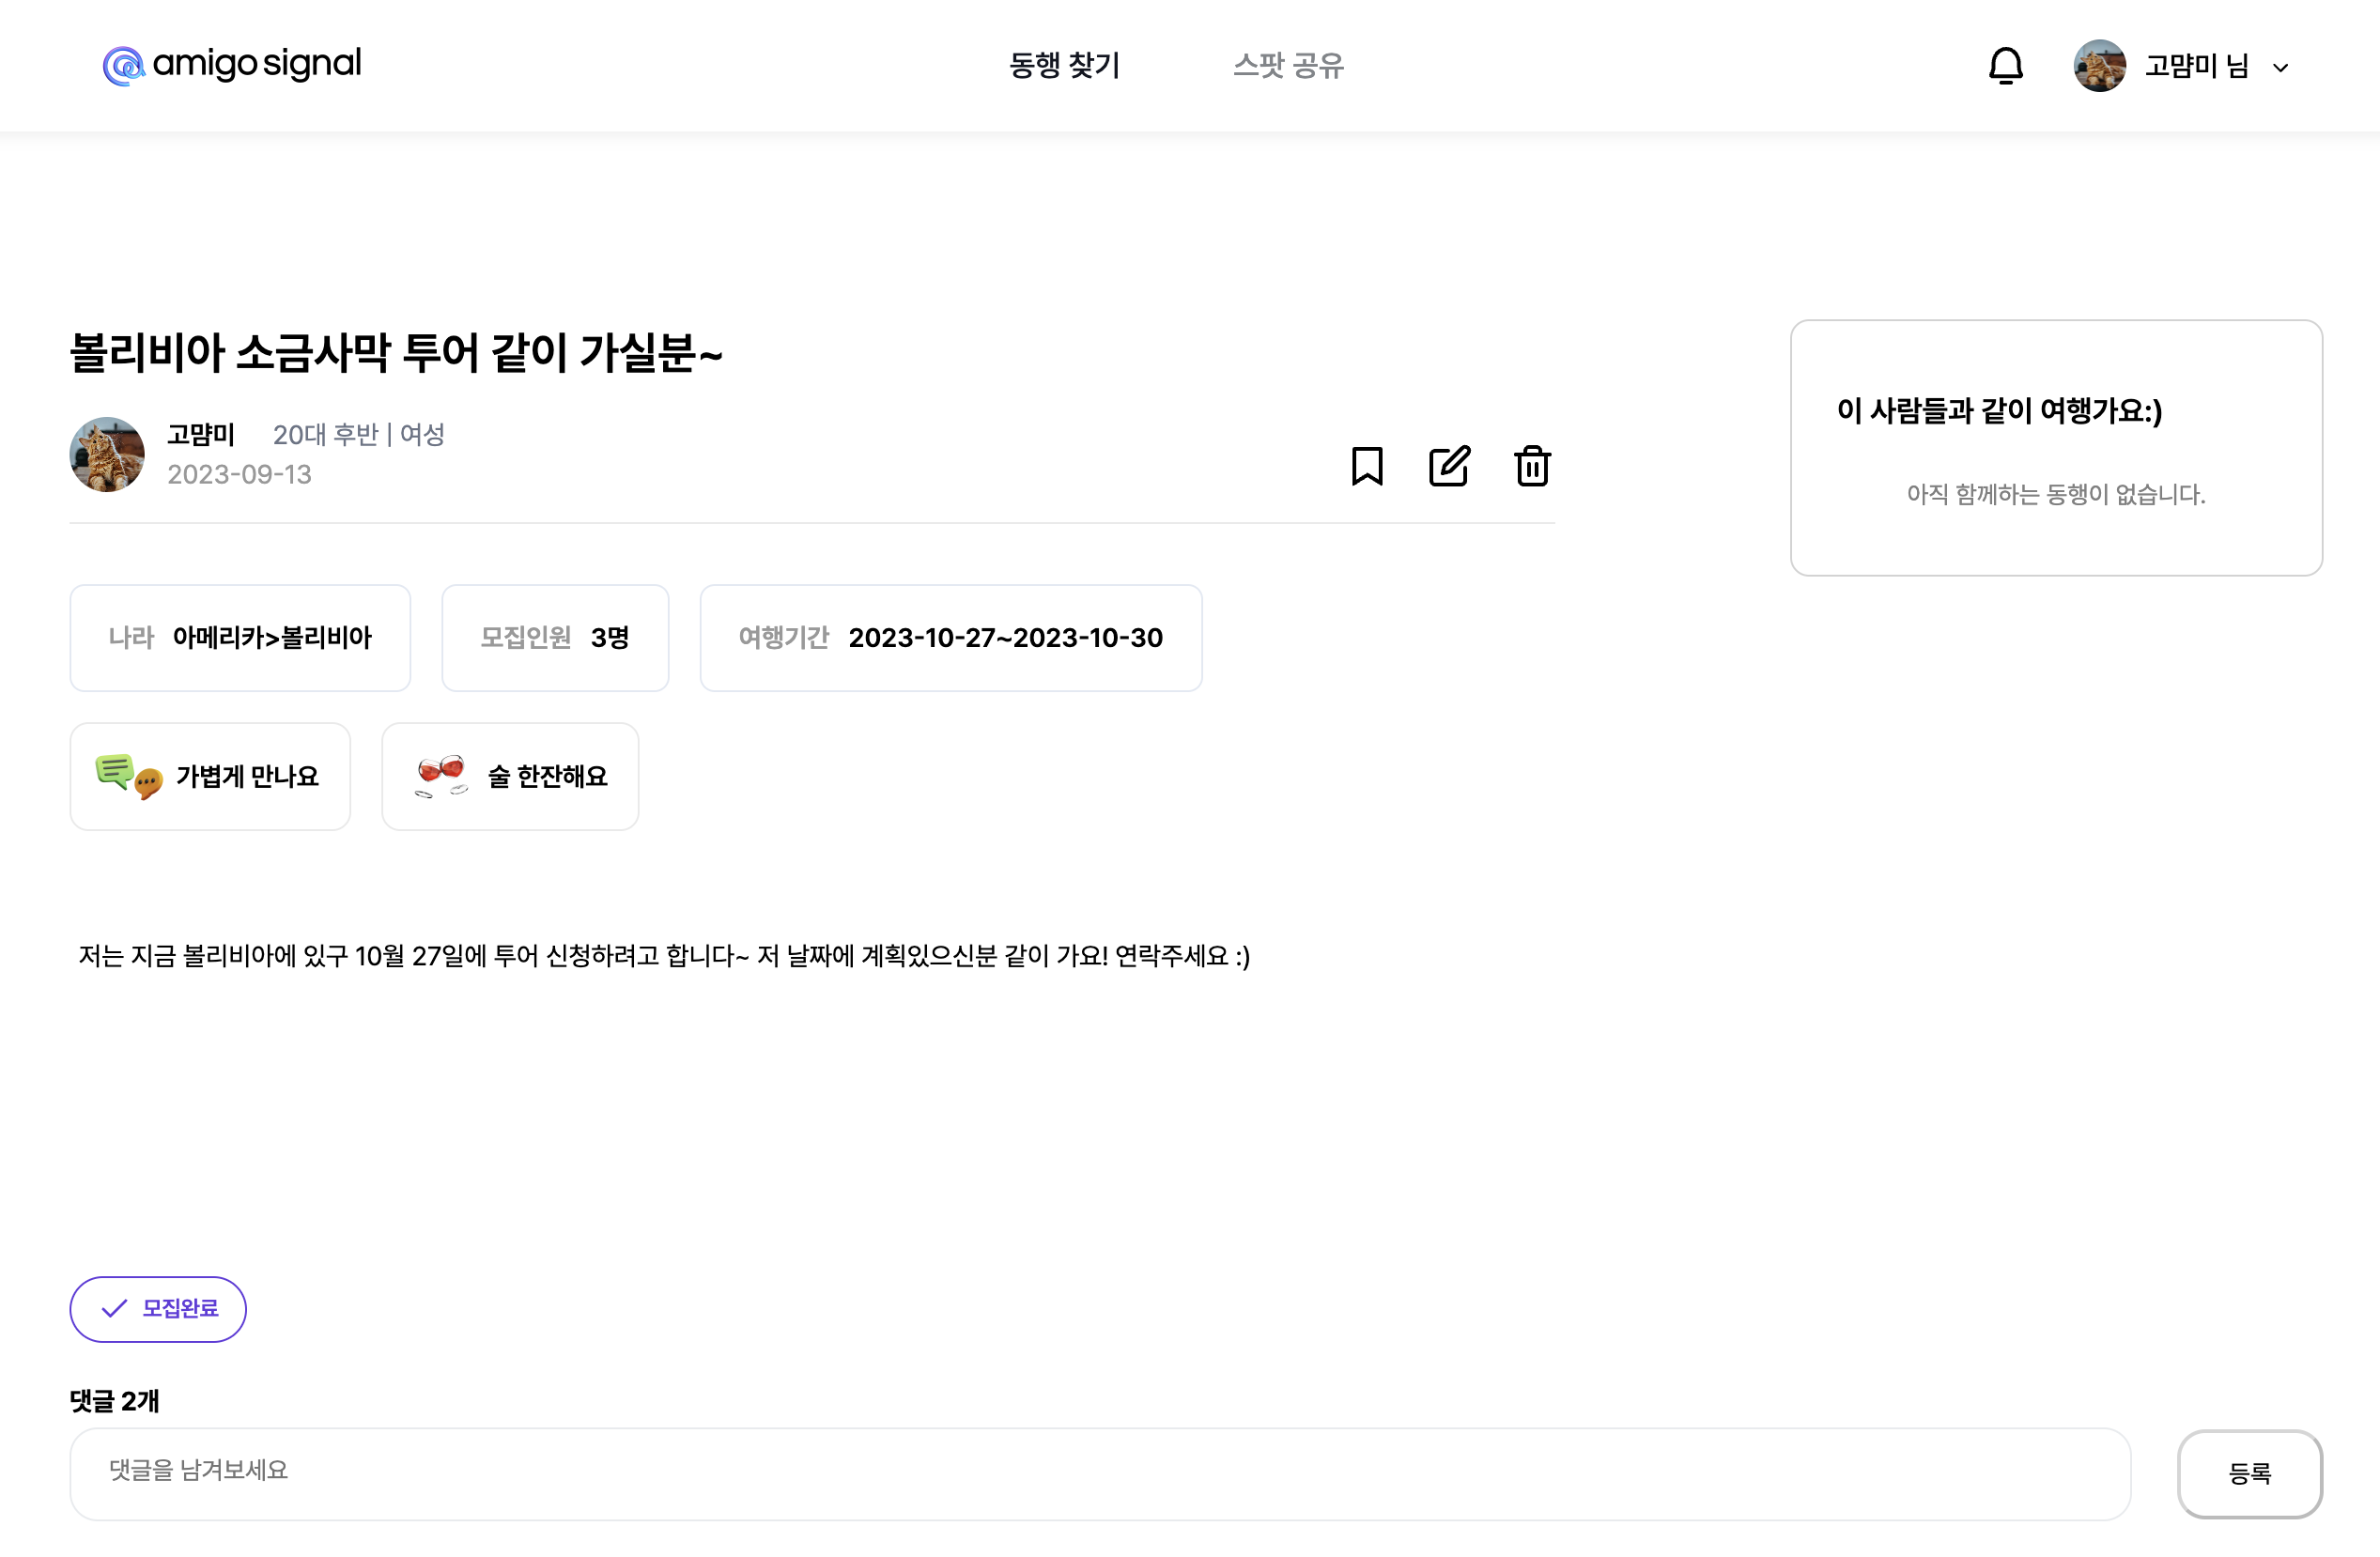 amigo signal
동행 찾기
스팟 공유
고먐미 님
볼리비아 소금사막 투어 같이 가실분~
고먐미 20대 후반 | 여성
2023-09-13
이 사람들과 같이 여행가요:)
아직 함께하는 동행이 없습니다.
나라 아메리카>볼리비아
모집인원 3명
여행기간 2023-10-27~2023-10-30
가볍게 만나요
술 한잔해요
저는 지금 볼리비아에 있구 10월 27일에 투어 신청하려고 합니다~ 저 날짜에 계획있으신분 같이 가요! 연락주세요 :)
모집완료
댓글 2개
댓글을 남겨보세요
등록